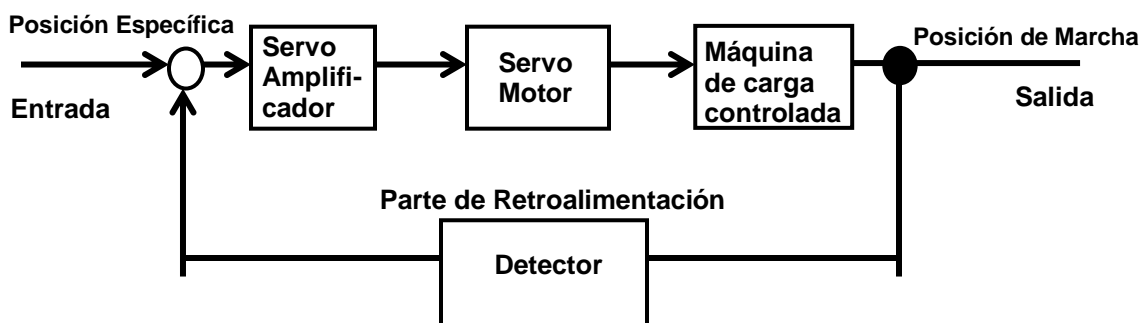 Posición Específica
Entrada
Servo
Amplifi-
cador
Servo
Motor
Máquina
de carga
controlada
Posición de Marcha
Salida
Parte de Retroalimentación
Detector